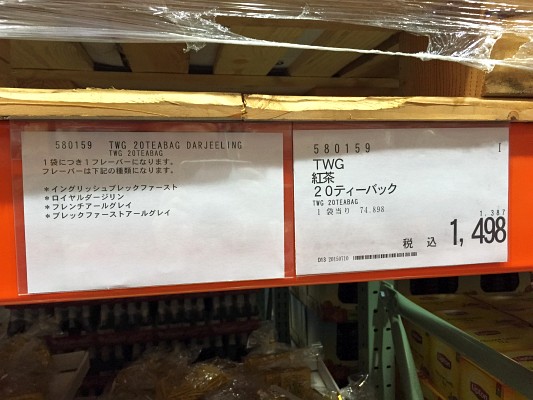 580159 TWG 20TEABAG DARJEELING
TWG 20TEABAG
1袋につき1フレーバーになります。
フレーバーは下記の種類になります。
*イングリッシュブレックファースト
*ロイヤルダージリン
*フレンチアールグレイ
*ブレックファーストアールグレイ
580159 I
TWG
紅茶
20ティーバック
TWG 20TEABAG
1袋当り 74.898
1,387
税込 1,498
D13 20150710